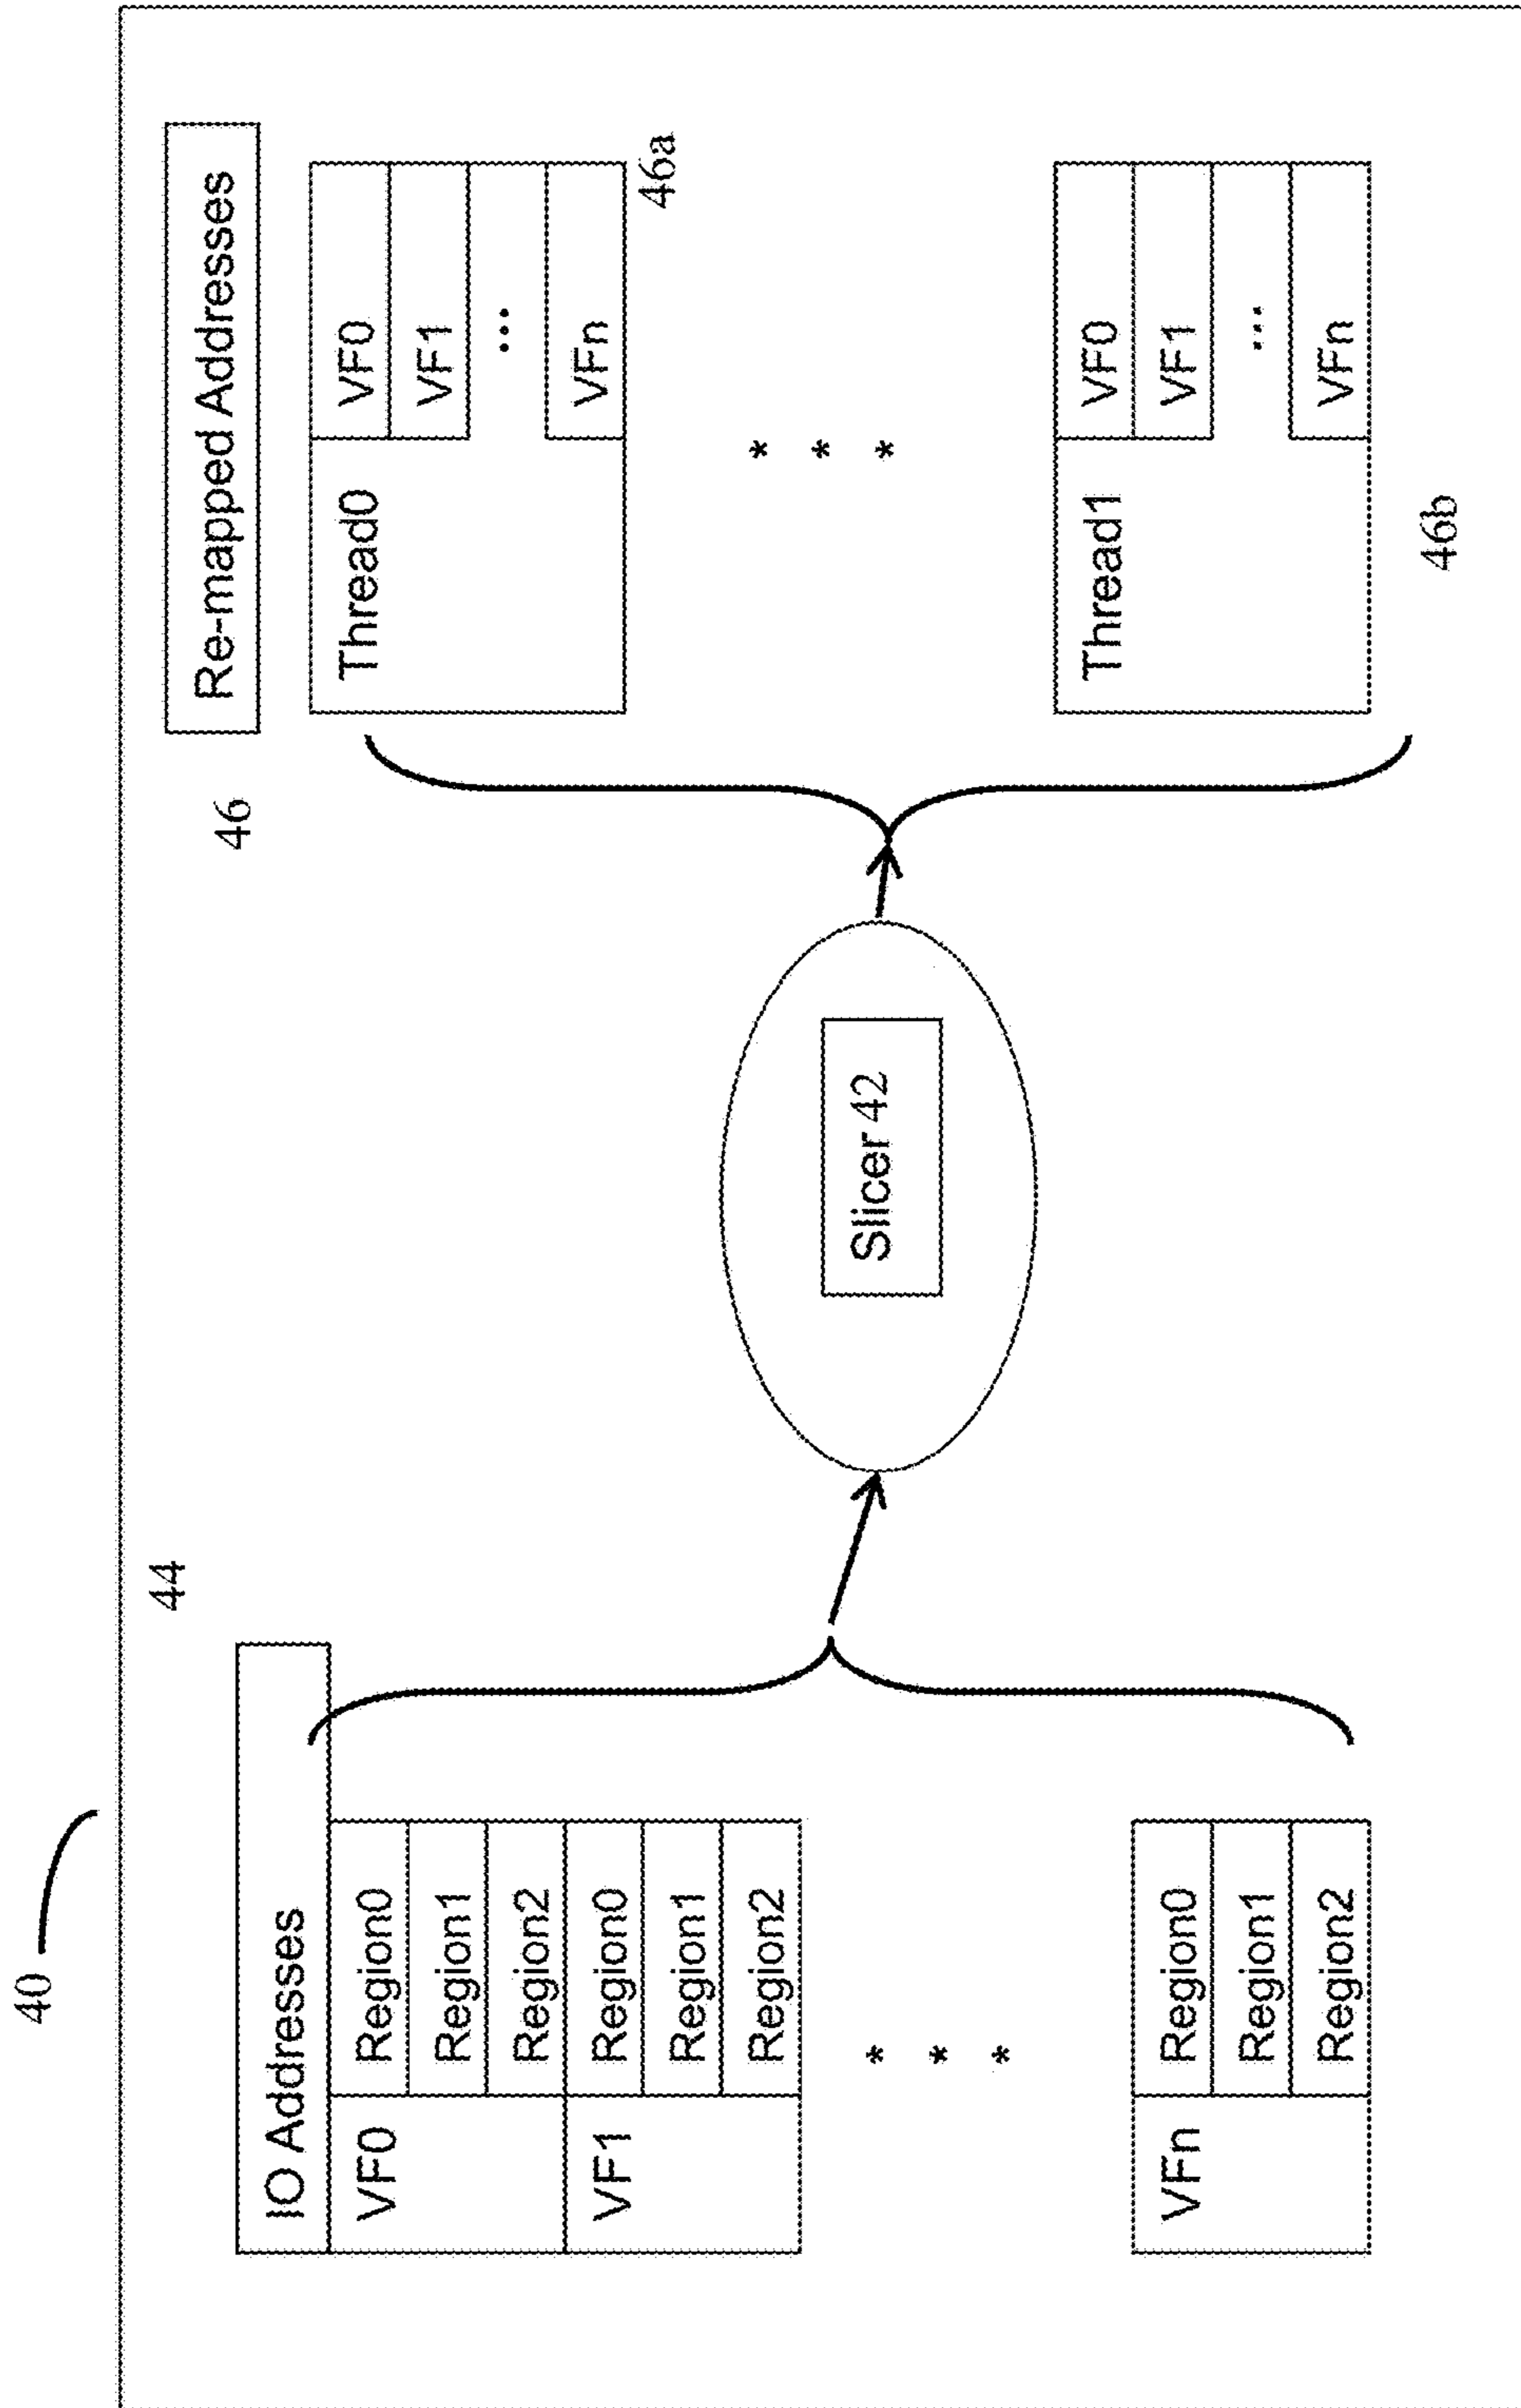 40
44
IO Addresses
VF0
Region0
Region1
Region2
VF1
Region0
Region1
Region2
* * *
VFn
Region0
Region1
Region2
Slicer 42
46
Re-mapped Addresses
Thread0
VF0
VF1
...
VFn
46a
* * *
Thread1
VF0
VF1
...
VFn
46b